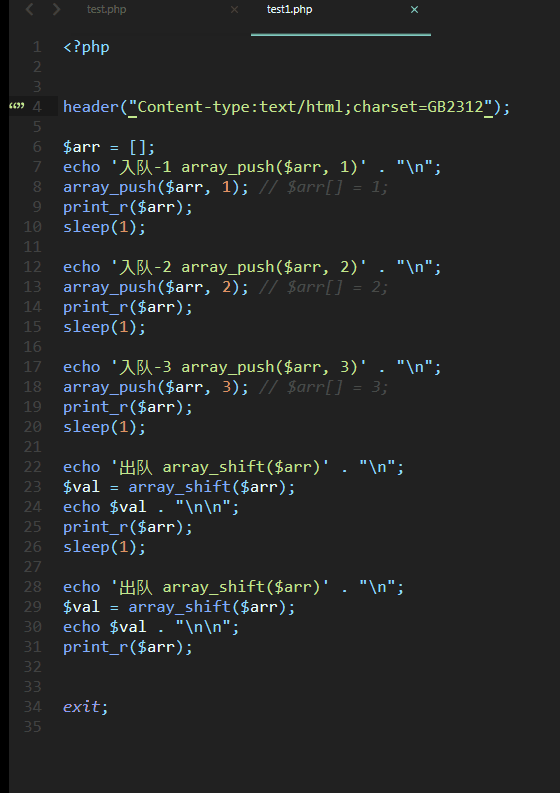 test.php
test1.php
1 <?php
2
3
4 header("Content-type:text/html;charset=GB2312");
5
6 $arr = [];
7 echo '入队-1 array_push($arr, 1)' . "\n";
8 array_push($arr, 1); // $arr[] = 1;
9 print_r($arr);
10 sleep(1);
11
12 echo '入队-2 array_push($arr, 2)' . "\n";
13 array_push($arr, 2); // $arr[] = 2;
14 print_r($arr);
15 sleep(1);
16
17 echo '入队-3 array_push($arr, 3)' . "\n";
18 array_push($arr, 3); // $arr[] = 3;
19 print_r($arr);
20 sleep(1);
21
22 echo '出队 array_shift($arr)' . "\n";
23 $val = array_shift($arr);
24 echo $val . "\n\n";
25 print_r($arr);
26 sleep(1);
27
28 echo '出队 array_shift($arr)' . "\n";
29 $val = array_shift($arr);
30 echo $val . "\n\n";
31 print_r($arr);
32
33
34 exit;
35